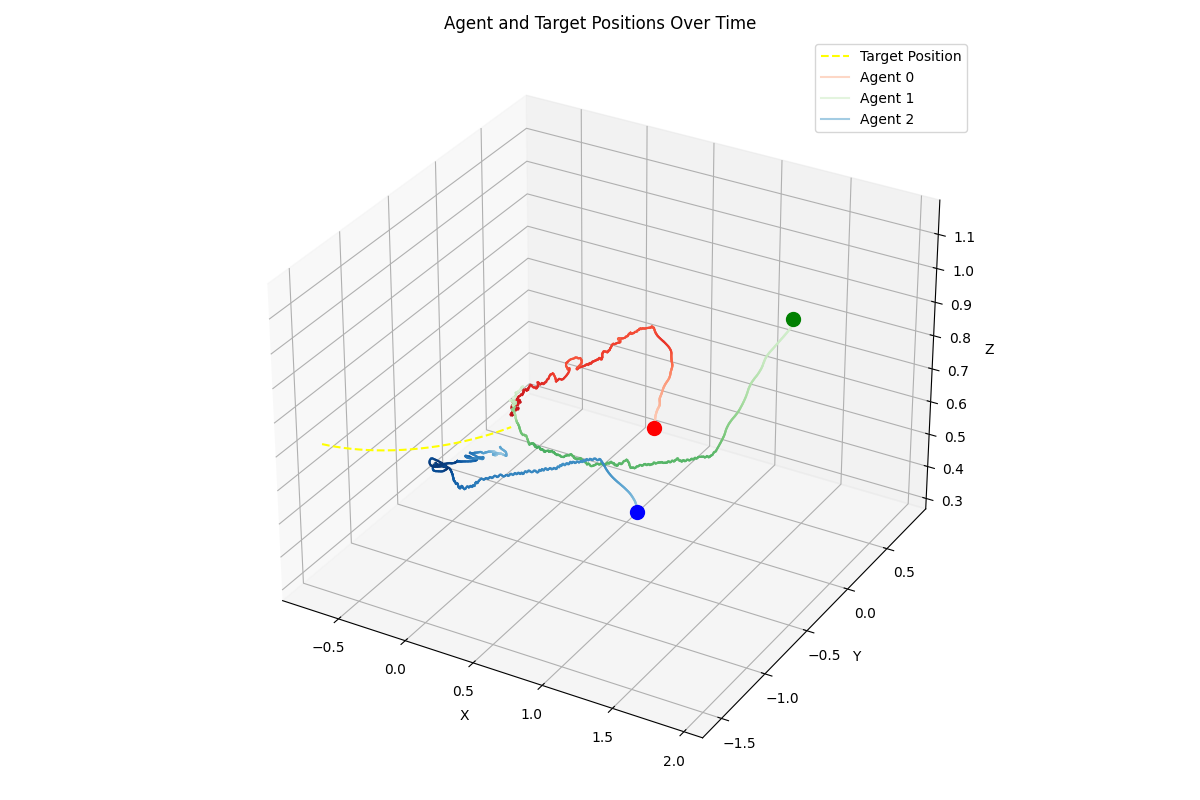 Agent and Target Positions Over Time
Target Position
Agent 0
Agent 1
Agent 2
1.1
1.0
0.9
0.8
0.7
0.6
0.5
0.4
0.3
Z
0.5
0.0
−0.5
−1.0
−1.5
Y
−0.5
0.0
0.5
1.0
1.5
2.0
X